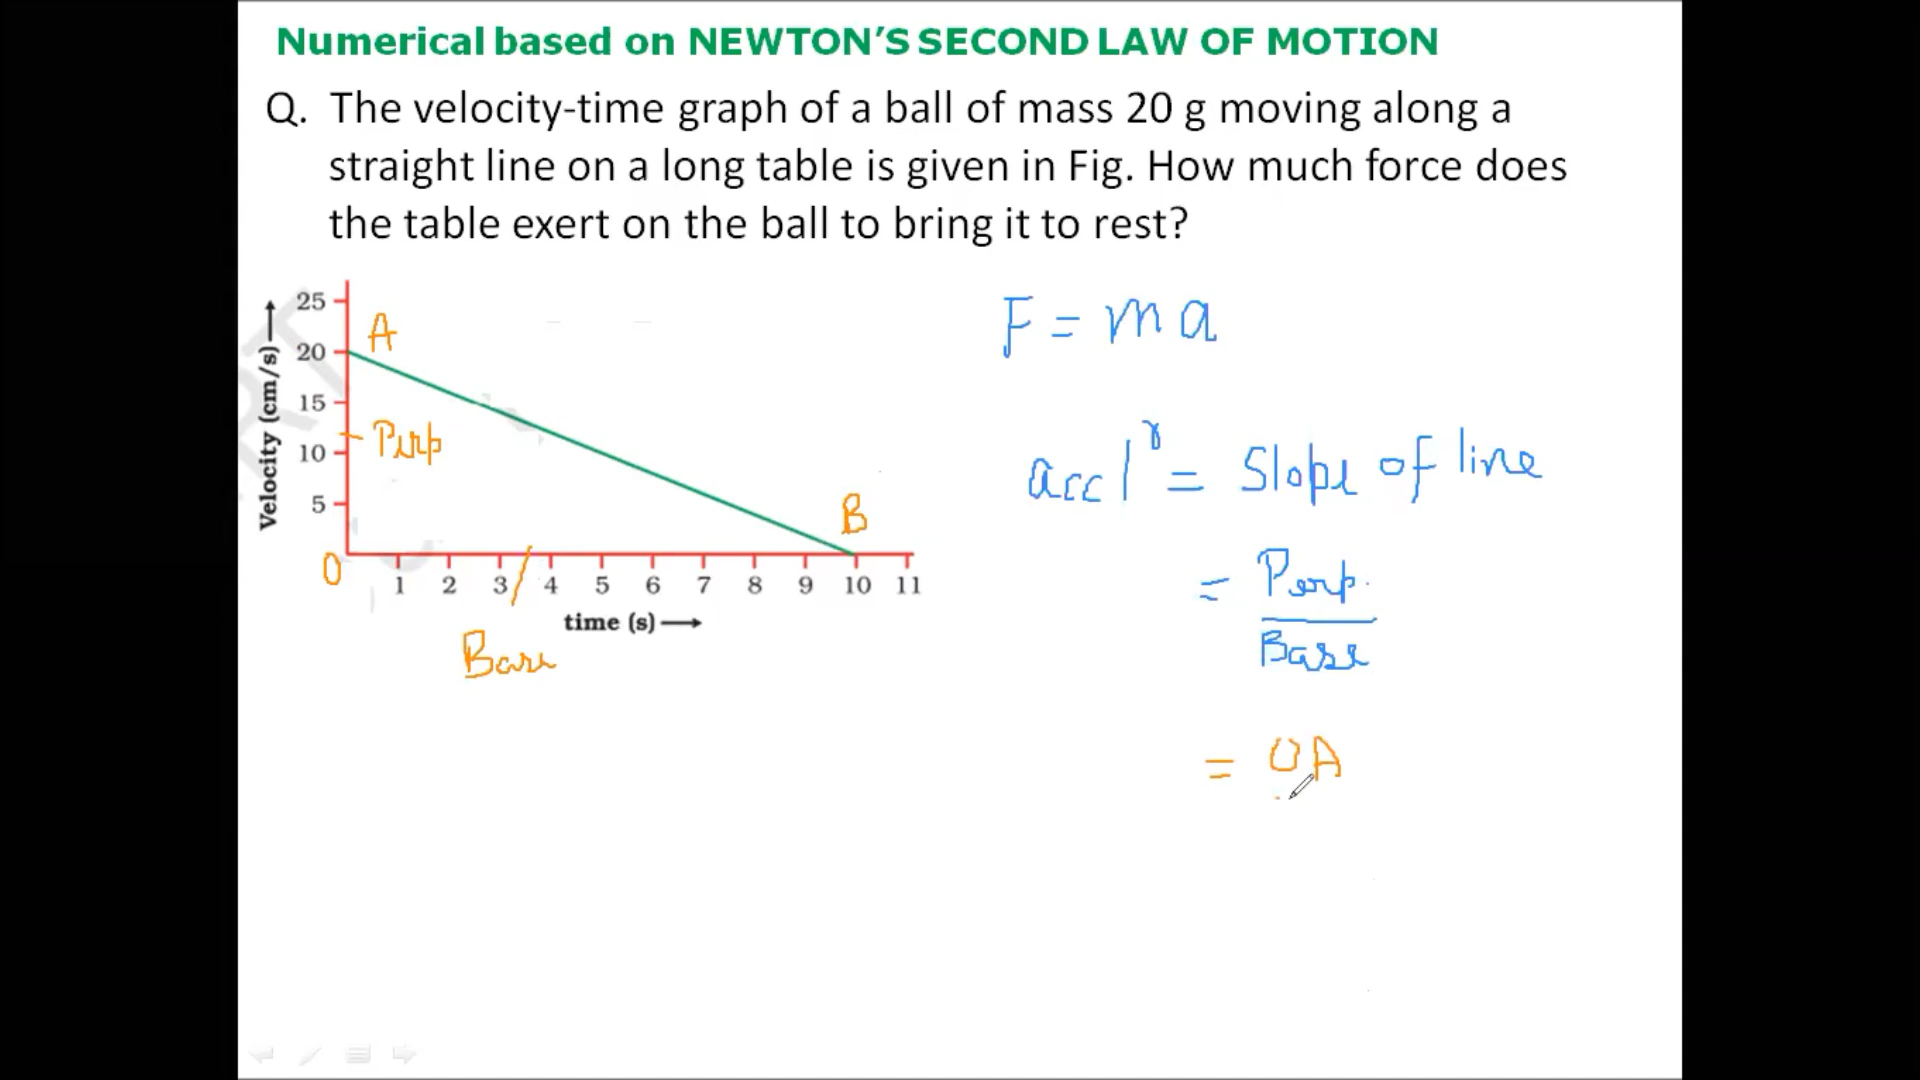 Numerical based on NEWTON’S SECOND LAW OF MOTION
Q. The velocity-time graph of a ball of mass 20 g moving along a
straight line on a long table is given in Fig. How much force does
the table exert on the ball to bring it to rest?
Velocity (cm/s)
25
20
15
10
5
A
Perp
B
O
1 2 3 4 5 6 7 8 9 10 11
time (s)
Base
F = ma
accl^r = Slope of line
= Perp.
Base
= OA